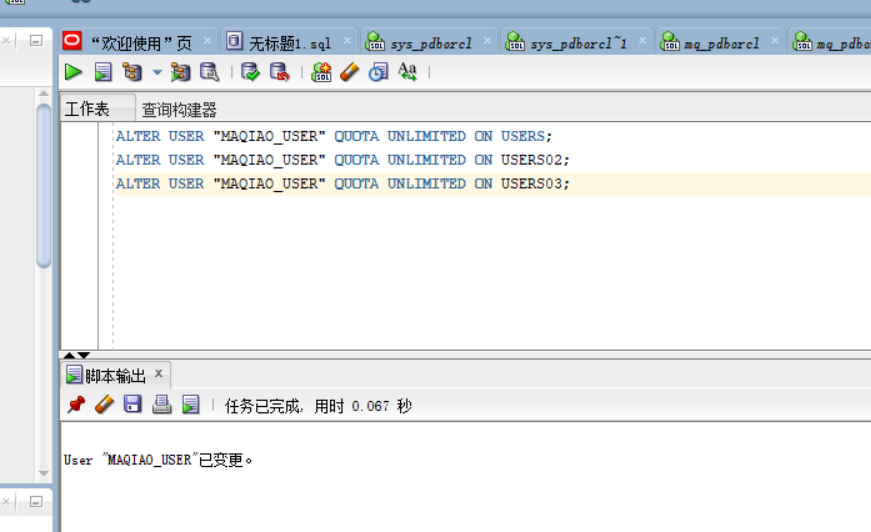 “欢迎使用”页 无标题1.sql sys_pdborcl sys_pdborcl~1 mq_pdborcl mq_pdbo
工作表 查询构建器
ALTER USER "MAQIAO_USER" QUOTA UNLIMITED ON USERS;
ALTER USER "MAQIAO_USER" QUOTA UNLIMITED ON USERS02;
ALTER USER "MAQIAO_USER" QUOTA UNLIMITED ON USERS03;
脚本输出
任务已完成, 用时 0.067 秒
User "MAQIAO_USER"已变更。